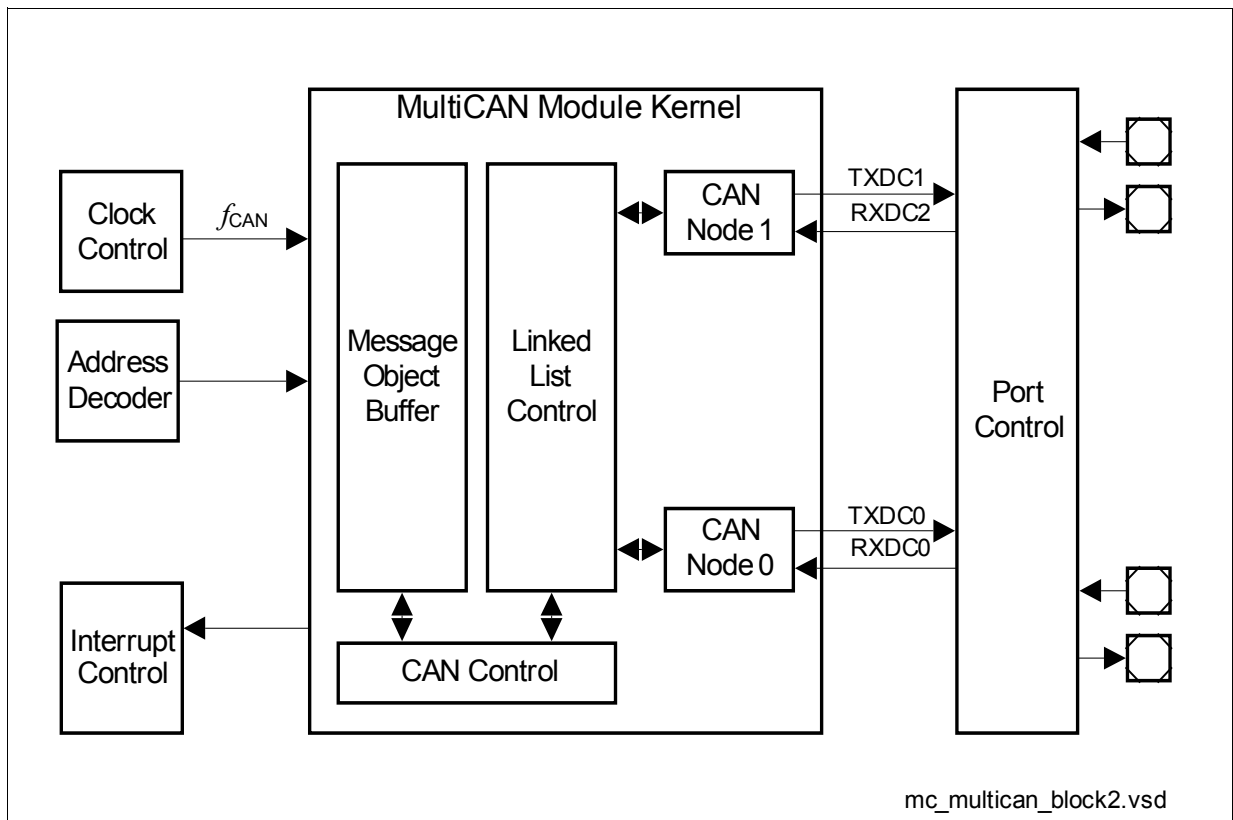 MultiCAN Module Kernel
Clock
Control
fCAN
Address
Decoder
Interrupt
Control
Message
Object
Buffer
Linked
List
Control
CAN
Node 1
TXDC1
RXDC2
CAN
Node 0
TXDC0
RXDC0
CAN Control
Port
Control
mc_multican_block2.vsd